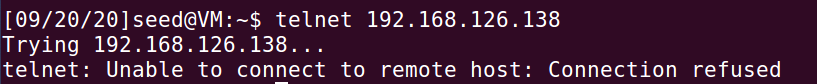 [09/20/20]seed@VM:~$ telnet 192.168.126.138
Trying 192.168.126.138...
telnet: Unable to connect to remote host: Connection refused